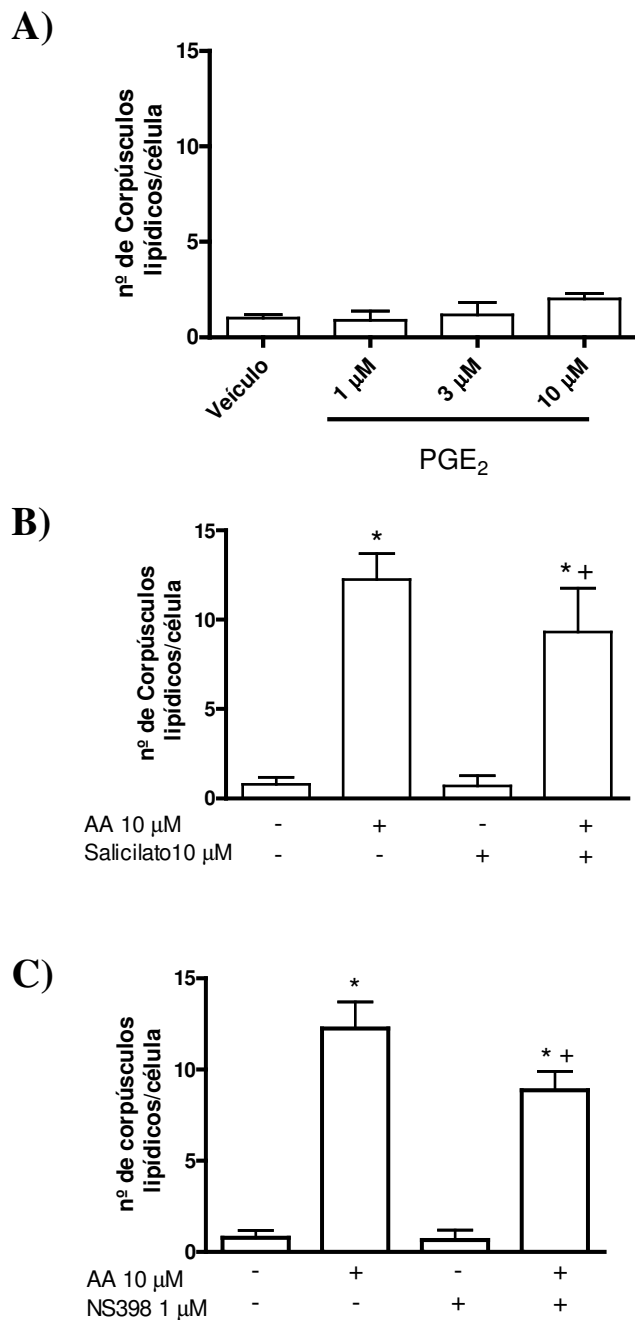 A)
15
10
5
0
nº de Corpúsculos
lipídicos/célula
Veículo
1 µM
3 µM
10 µM
PGE₂
B)
15
10
5
0
nº de Corpúsculos
lipídicos/célula
*
* +
AA 10 µM - + - +
Salicilato10 µM - - + +
C)
15
10
5
0
nº de corpúsculos
lipídicos/célula
*
* +
AA 10 µM - + - +
NS398 1 µM - - + +